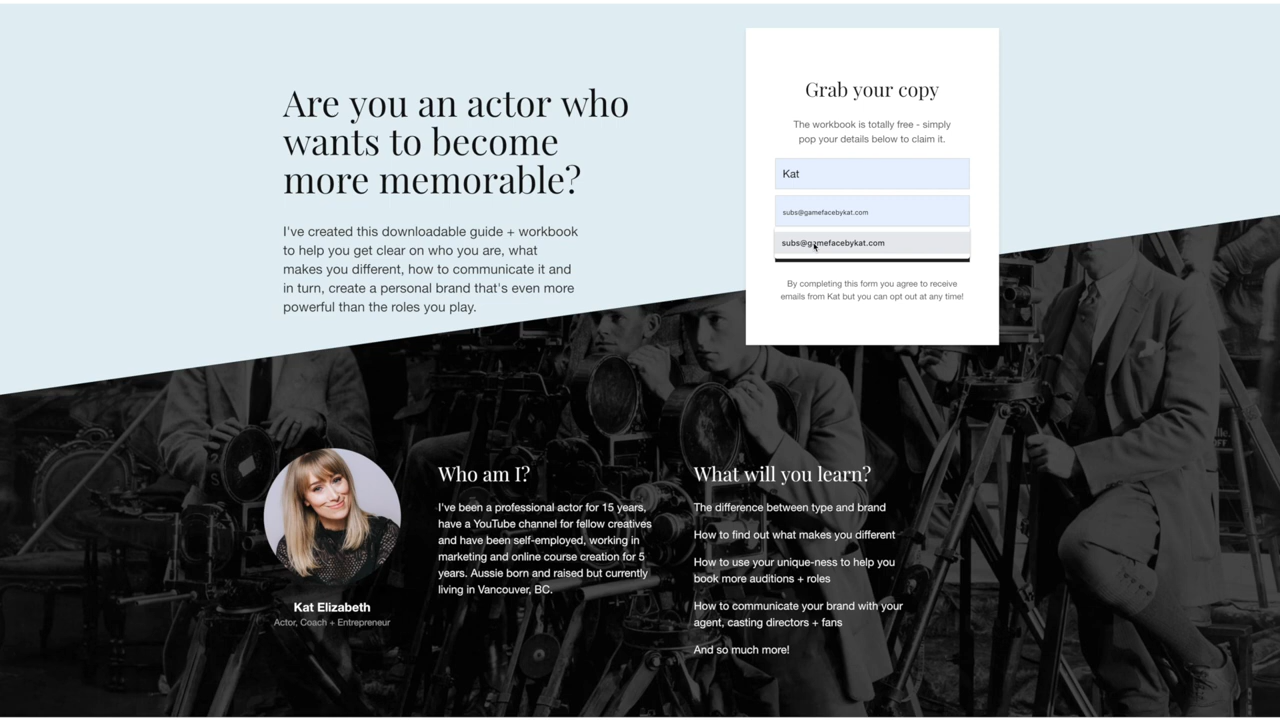 Are you an actor who
wants to become
more memorable?
I've created this downloadable guide + workbook
to help you get clear on who you are, what
makes you different, how to communicate it and
in turn, create a personal brand that's even more
powerful than the roles you play.
Grab your copy
The workbook is totally free - simply
pop your details below to claim it.
Kat
subs@gamefacebykat.com
subs@gamefacebykat.com
By completing this form you agree to receive
emails from Kat but you can opt out at any time!
Kat Elizabeth
Actor, Coach + Entrepreneur
Who am I?
I've been a professional actor for 15 years,
have a YouTube channel for fellow creatives
and have been self-employed, working in
marketing and online course creation for 5
years. Aussie born and raised but currently
living in Vancouver, BC.
What will you learn?
The difference between type and brand
How to find out what makes you different
How to use your unique-ness to help you
book more auditions + roles
How to communicate your brand with your
agent, casting directors + fans
And so much more!